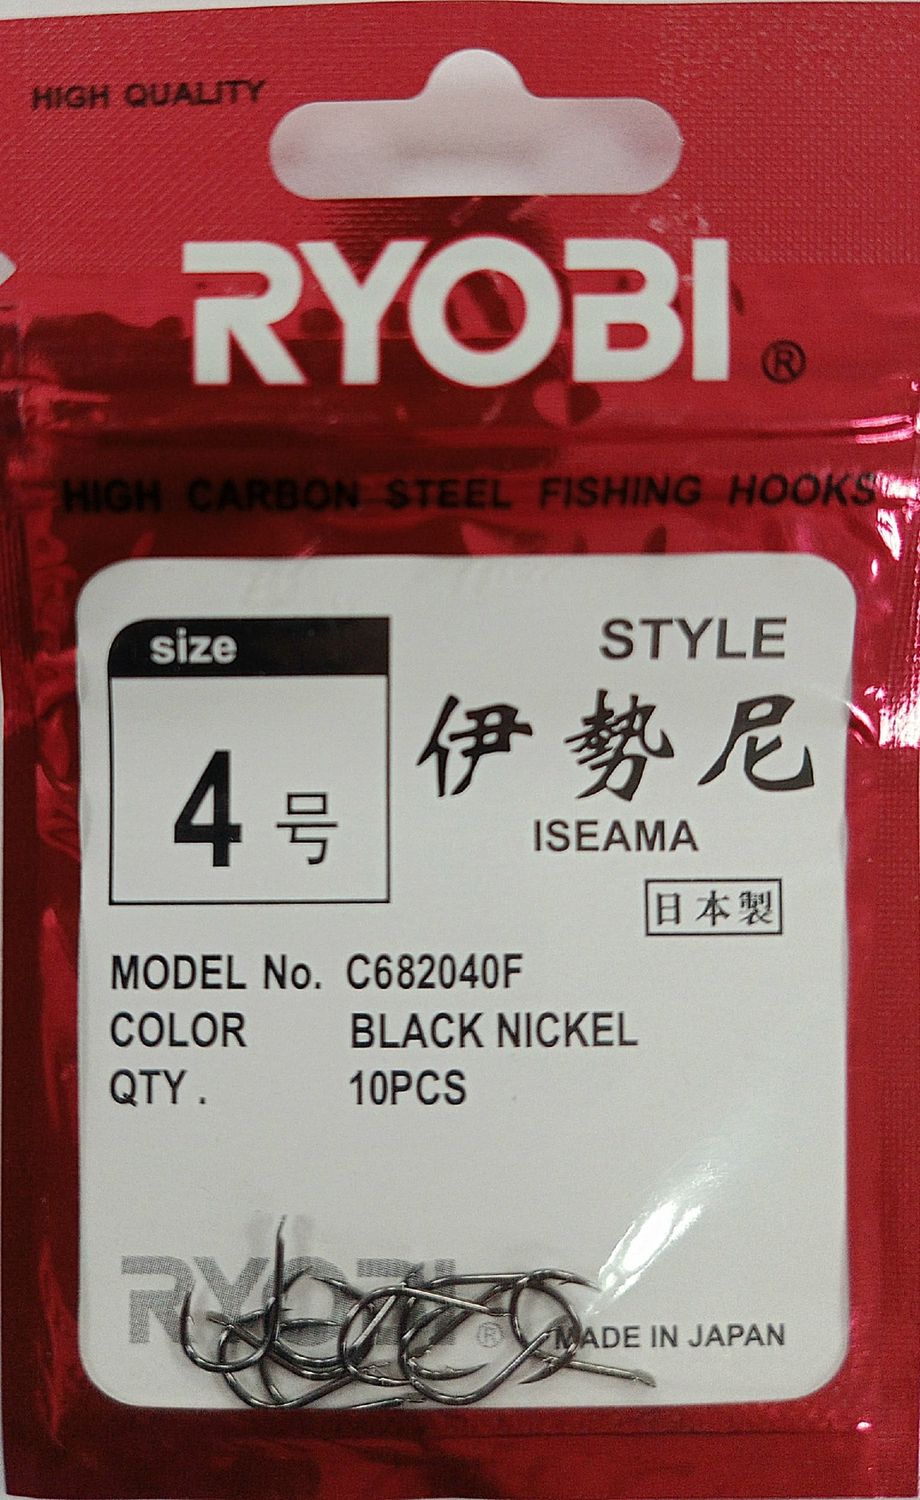 HIGH QUALITY
RYOBI ®
HIGH CARBON STEEL FISHING HOOKS
size
4 号
STYLE
伊勢尼
ISEAMA
日本製
MODEL No. C682040F
COLOR BLACK NICKEL
QTY . 10PCS
RYOBI ®
MADE IN JAPAN